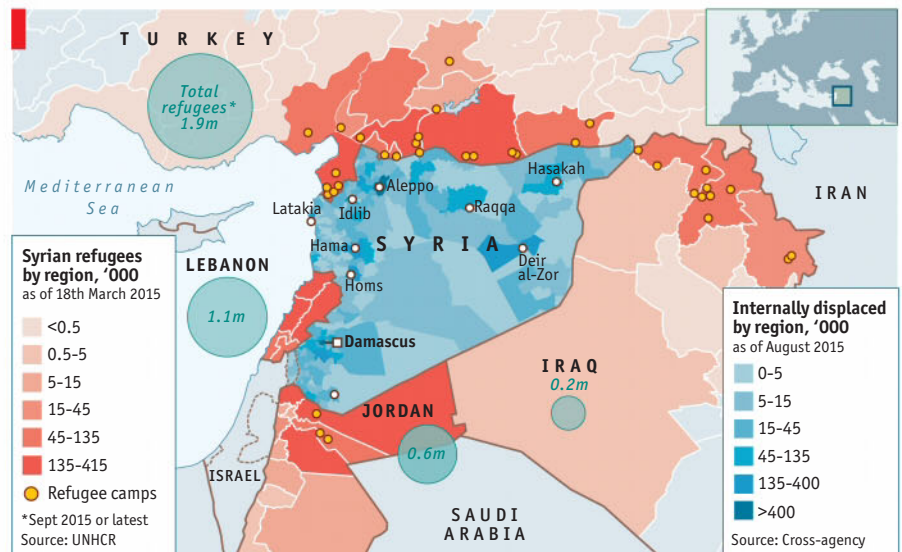 TURKEY
Total
refugees*
1.9m
Mediterranean
Sea
Latakia
Idlib
Aleppo
Raqqa
Hasakah
IRAN
SYRIA
Hama
Homs
Deir
al-Zor
LEBANON
1.1m
Damascus
IRAQ
0.2m
JORDAN
0.6m
ISRAEL
SAUDI
ARABIA
Syrian refugees
by region, ‘000
as of 18th March 2015
<0.5
0.5-5
5-15
15-45
45-135
135-415
Refugee camps
*Sept 2015 or latest
Source: UNHCR
Internally displaced
by region, ‘000
as of August 2015
0-5
5-15
15-45
45-135
135-400
>400
Source: Cross-agency